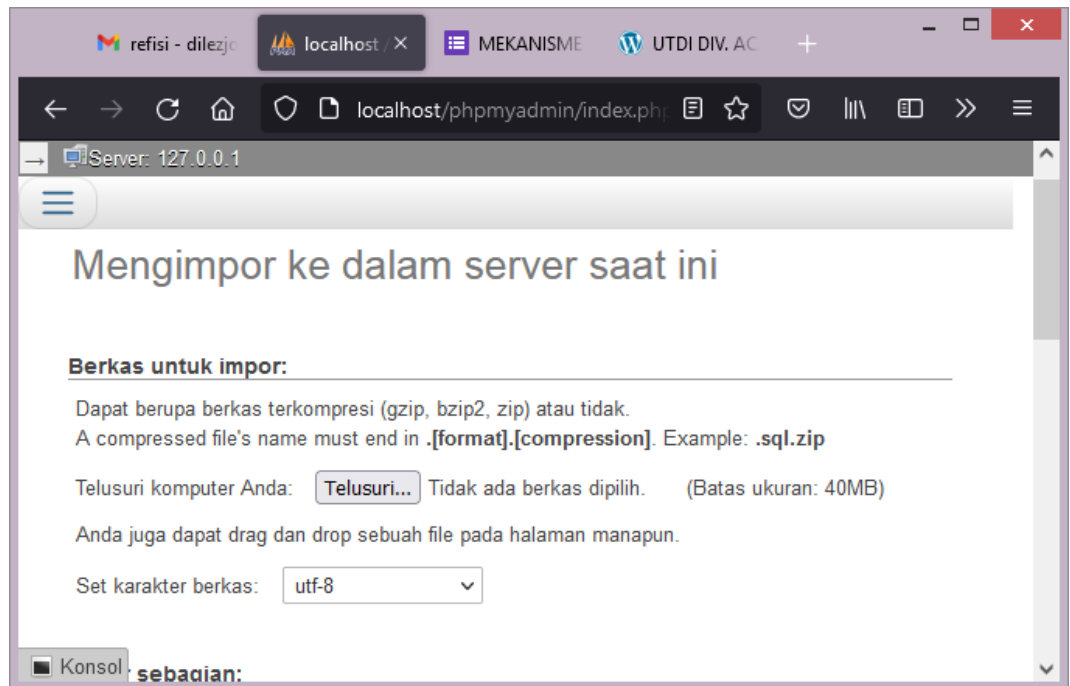 refisi - dilezjc
localhost /
MEKANISME
UTDI DIV. AC
localhost/phpmyadmin/index.php
Server: 127.0.0.1
Mengimpor ke dalam server saat ini
Berkas untuk impor:
Dapat berupa berkas terkompresi (gzip, bzip2, zip) atau tidak.
A compressed file's name must end in .[format].[compression]. Example: .sql.zip
Telusuri komputer Anda: Telusuri... Tidak ada berkas dipilih. (Batas ukuran: 40MB)
Anda juga dapat drag dan drop sebuah file pada halaman manapun.
Set karakter berkas: utf-8
Konsol
sebagian: